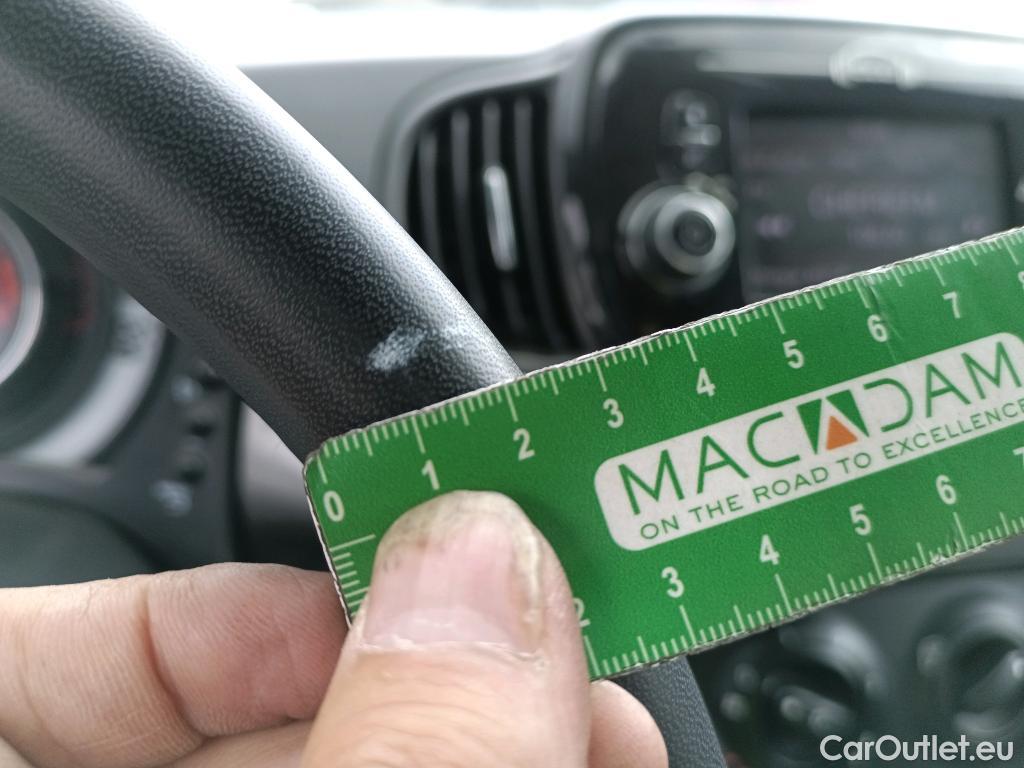 0 1 2 3 4 5 6 7
MACADAM
ON THE ROAD TO EXCELLENCE
2 3 4 5 6 7
CarOutlet.eu